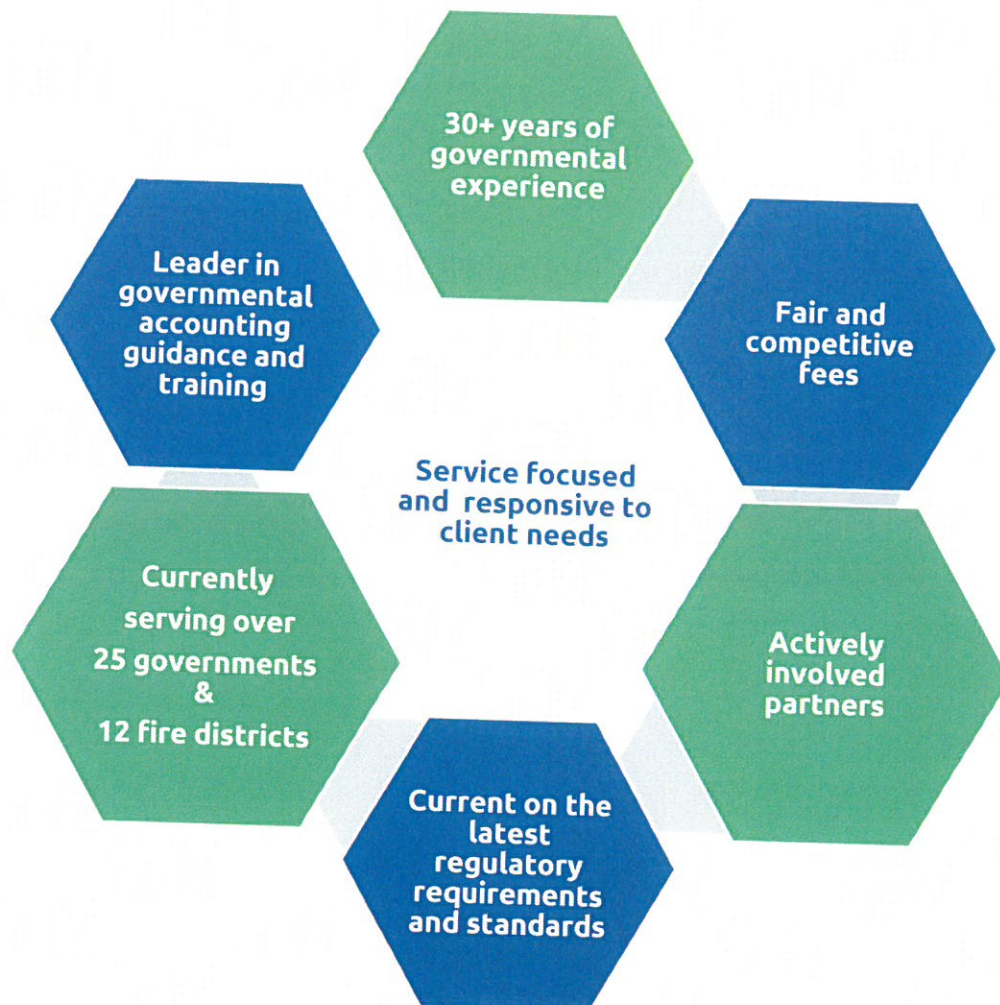 30+ years of
governmental
experience
Fair and
competitive
fees
Actively
involved
partners
Current on the
latest
regulatory
requirements
and standards
Currently
serving over
25 governments
&
12 fire districts
Leader in
governmental
accounting
guidance and
training
Service focused
and responsive to
client needs